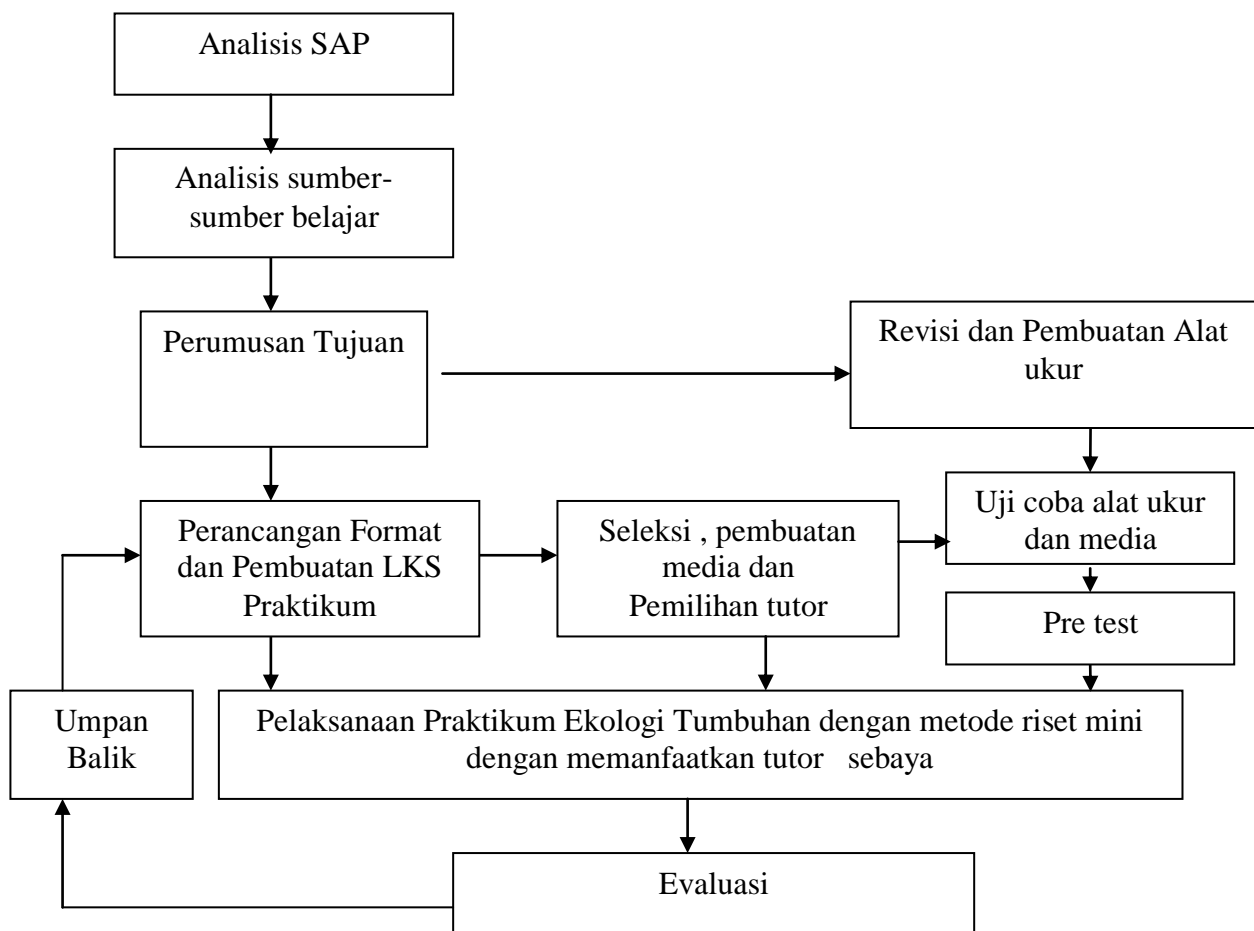 Analisis SAP
Analisis sumber-
sumber belajar
Perumusan Tujuan
Revisi dan Pembuatan Alat
ukur
Perancangan Format
dan Pembuatan LKS
Praktikum
Seleksi , pembuatan
media dan
Pemilihan tutor
Uji coba alat ukur
dan media
Pre test
Umpan
Balik
Pelaksanaan Praktikum Ekologi Tumbuhan dengan metode riset mini
dengan memanfaatkan tutor sebaya
Evaluasi